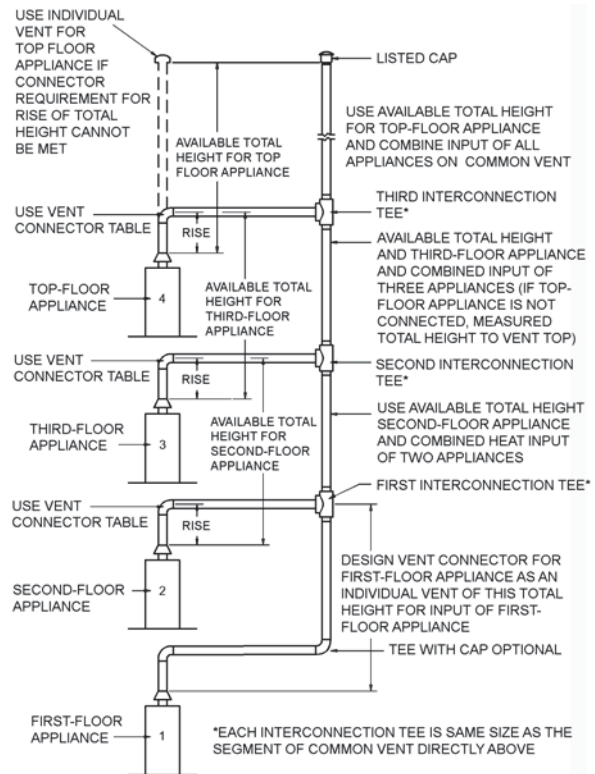 USE INDIVIDUAL
VENT FOR
TOP FLOOR
APPLIANCE IF
CONNECTOR
REQUIREMENT FOR
RISE OF TOTAL
HEIGHT CANNOT
BE MET
LISTED CAP
AVAILABLE TOTAL
HEIGHT FOR TOP
FLOOR APPLIANCE
USE AVAILABLE TOTAL HEIGHT
FOR TOP-FLOOR APPLIANCE
AND COMBINE INPUT OF ALL
APPLIANCES ON COMMON VENT
USE VENT
CONNECTOR TABLE
RISE
THIRD INTERCONNECTION
TEE*
TOP-FLOOR
APPLIANCE
4
AVAILABLE TOTAL
HEIGHT FOR
THIRD-FLOOR
APPLIANCE
AVAILABLE TOTAL HEIGHT
AND THIRD-FLOOR APPLIANCE
AND COMBINED INPUT OF
THREE APPLIANCES (IF TOP-
FLOOR APPLIANCE IS NOT
CONNECTED, MEASURED
TOTAL HEIGHT TO VENT TOP)
USE VENT
CONNECTOR TABLE
RISE
SECOND INTERCONNECTION
TEE*
THIRD-FLOOR
APPLIANCE
3
AVAILABLE TOTAL
HEIGHT FOR
SECOND-FLOOR
APPLIANCE
USE AVAILABLE TOTAL HEIGHT
SECOND-FLOOR APPLIANCE
AND COMBINED HEAT INPUT
OF TWO APPLIANCES
USE VENT
CONNECTOR TABLE
RISE
FIRST INTERCONNECTION TEE*
SECOND-FLOOR
APPLIANCE
2
DESIGN VENT CONNECTOR FOR
FIRST-FLOOR APPLIANCE AS AN
INDIVIDUAL VENT OF THIS TOTAL
HEIGHT FOR INPUT OF FIRST-
FLOOR APPLIANCE
TEE WITH CAP OPTIONAL
FIRST-FLOOR
APPLIANCE
1
*EACH INTERCONNECTION TEE IS SAME SIZE AS THE
SEGMENT OF COMMON VENT DIRECTLY ABOVE